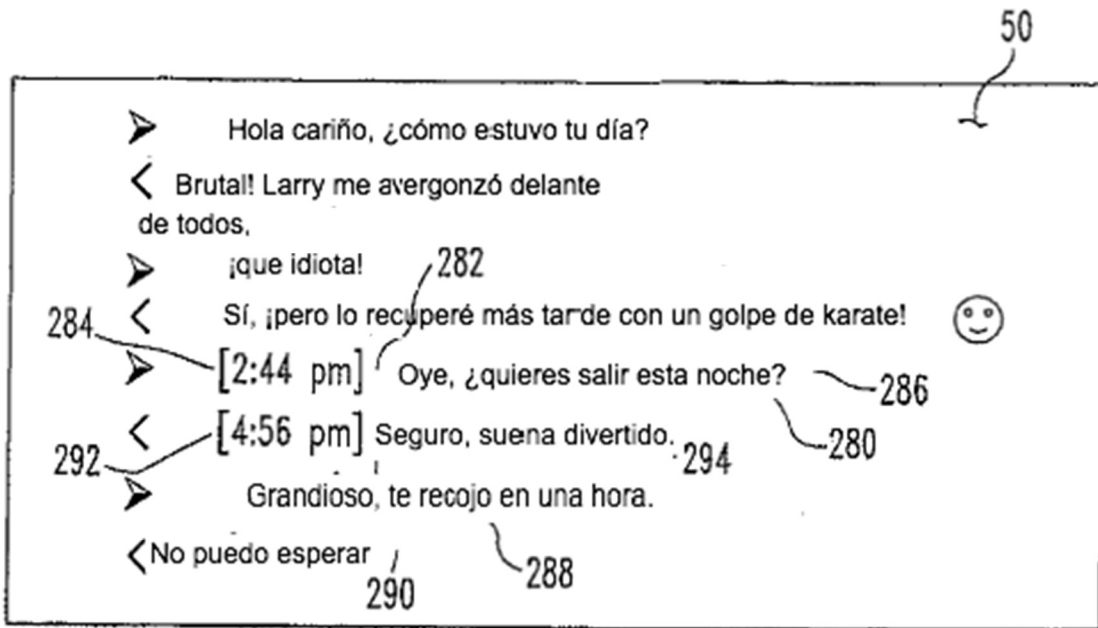 50
Hola cariño, ¿cómo estuvo tu día?
Brutal! Larry me avergonzó delante
de todos,
¡que idiota!
282
Sí, ¡pero lo recuperé más tarde con un golpe de karate!
284
[2:44 pm] Oye, ¿quieres salir esta noche?
286
[4:56 pm] Seguro, suena divertido.
280
292
294
Grandioso, te recojo en una hora.
No puedo esperar
288
290